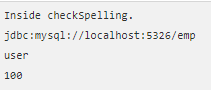 Inside checkSpelling.
jdbc:mysql://localhost:5326/emp
user
100